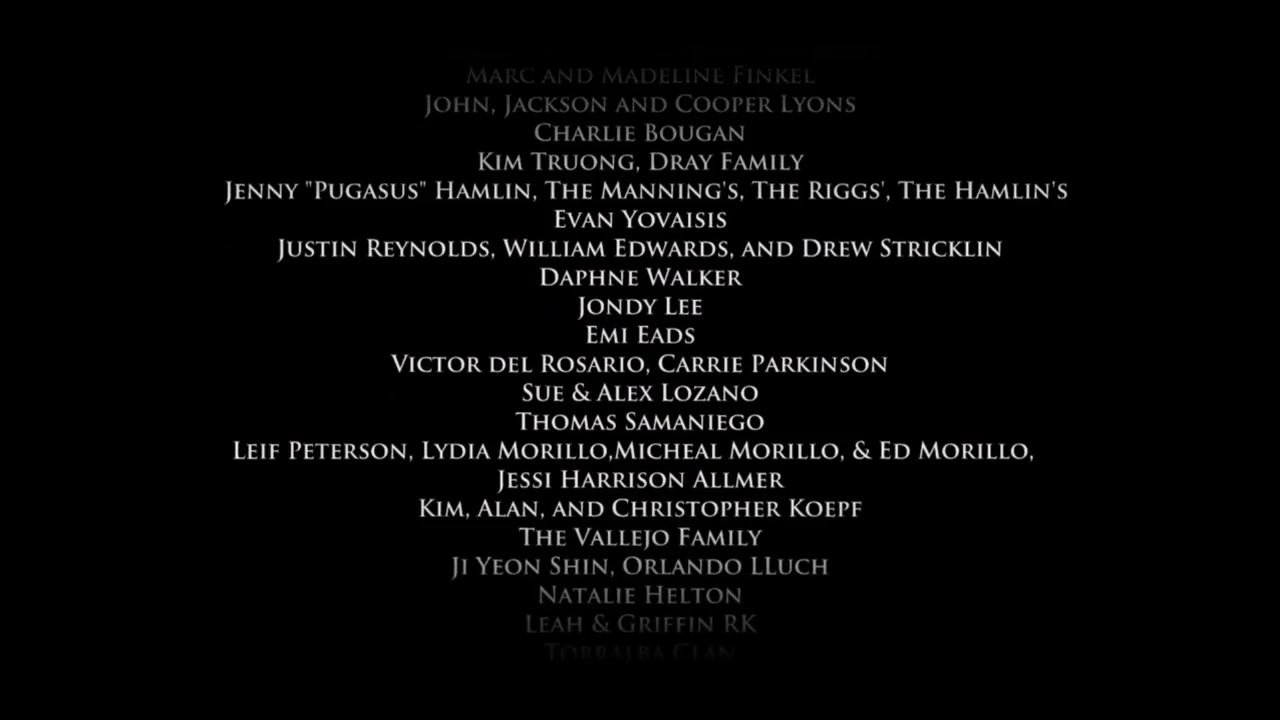 Marc and Madeline Finkel
John, Jackson and Cooper Lyons
Charlie Bougan
Kim Truong, Dray Family
Jenny "Pugasus" Hamlin, The Manning's, The Riggs', The Hamlin's
Evan Yovaisis
Justin Reynolds, William Edwards, and Drew Stricklin
Daphne Walker
Jondy Lee
Emi Eads
Victor del Rosario, Carrie Parkinson
Sue & Alex Lozano
Thomas Samaniego
Leif Peterson, Lydia Morillo,Micheal Morillo, & Ed Morillo,
Jessi Harrison Allmer
Kim, Alan, and Christopher Koepf
The Vallejo Family
Ji Yeon Shin, Orlando LLuch
Natalie Helton
Leah & Griffin RK
Torralba Clan